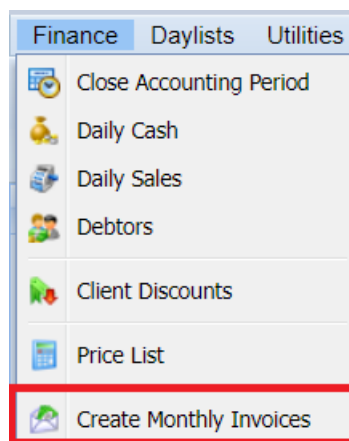 Finance Daylists Utilities
Close Accounting Period
Daily Cash
Daily Sales
Debtors
Client Discounts
Price List
Create Monthly Invoices